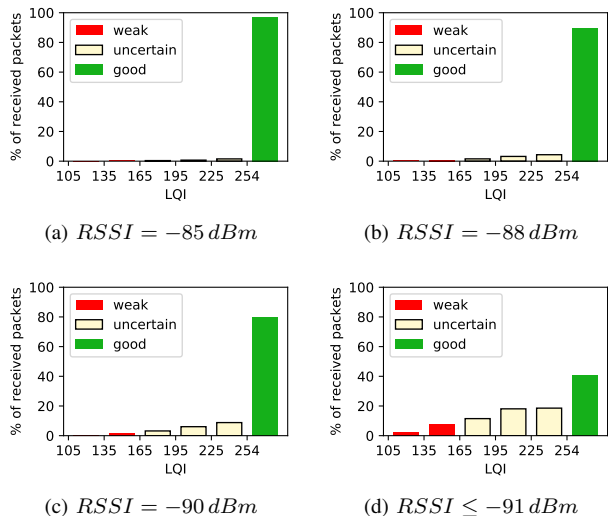 100
80
60
40
20
0
% of received packets
weak
uncertain
good
105 135 165 195 225 254
LQI
(a) RSSI = −85 dBm
100
80
60
40
20
0
% of received packets
weak
uncertain
good
105 135 165 195 225 254
LQI
(b) RSSI = −88 dBm
100
80
60
40
20
0
% of received packets
weak
uncertain
good
105 135 165 195 225 254
LQI
(c) RSSI = −90 dBm
100
80
60
40
20
0
% of received packets
weak
uncertain
good
105 135 165 195 225 254
LQI
(d) RSSI ≤ −91 dBm